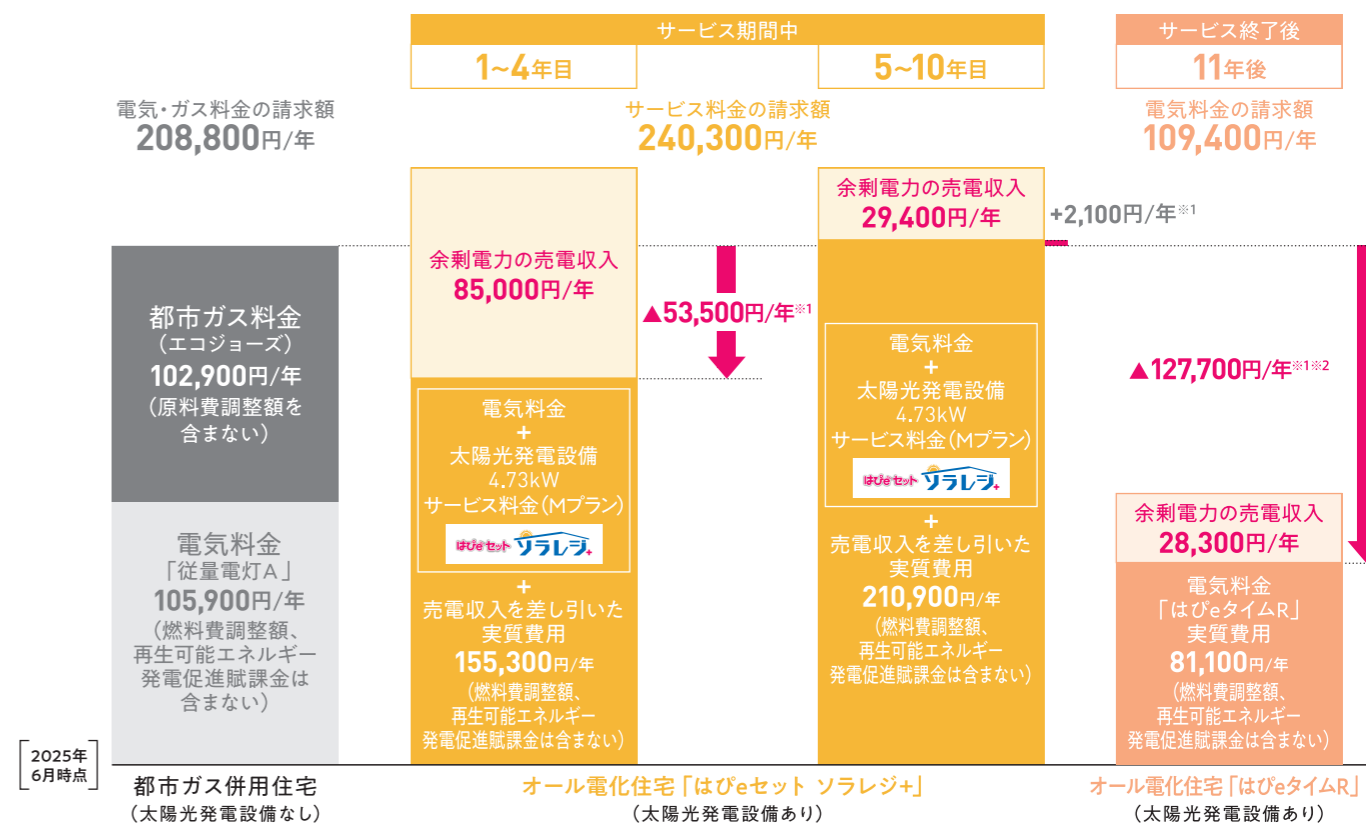 サービス期間中
1~4年目
5~10年目
サービス終了後
11年後
電気・ガス料金の請求額
208,800円/年
サービス料金の請求額
240,300円/年
電気料金の請求額
109,400円/年
都市ガス料金
(エコジョーズ)
102,900円/年
(原料費調整額を
含まない)
電気料金
「従量電灯A」
105,900円/年
(燃料費調整額、
再生可能エネルギー
発電促進賦課金は
含まない)
余剰電力の売電収入
85,000円/年
▲53,500円/年※1
電気料金
+
太陽光発電設備
4.73kW
サービス料金(Mプラン)
はぴeセット ソラレジ+
+
売電収入を差し引いた
実質費用
155,300円/年
(燃料費調整額、
再生可能エネルギー
発電促進賦課金は含まない)
余剰電力の売電収入
29,400円/年
+2,100円/年※1
電気料金
+
太陽光発電設備
4.73kW
サービス料金(Mプラン)
はぴeセット ソラレジ+
+
売電収入を差し引いた
実質費用
210,900円/年
(燃料費調整額、
再生可能エネルギー
発電促進賦課金は含まない)
▲127,700円/年※1※2
余剰電力の売電収入
28,300円/年
電気料金
「はぴeタイムR」
実質費用
81,100円/年
(燃料費調整額、
再生可能エネルギー
発電促進賦課金は含まない)
2025年
6月時点
都市ガス併用住宅
(太陽光発電設備なし)
オール電化住宅「はぴeセット ソラレジ+」
(太陽光発電設備あり)
オール電化住宅「はぴeタイムR」
(太陽光発電設備あり)